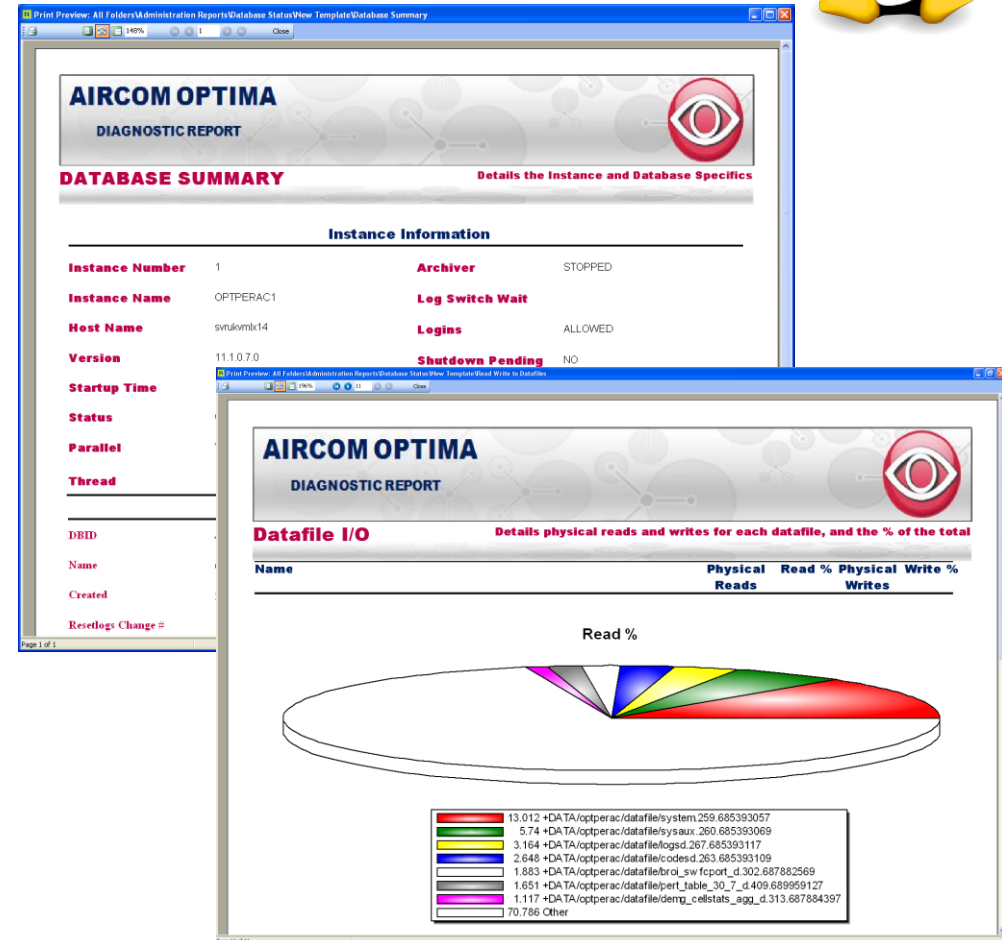 Print Preview: All Folders\Administration Reports\Database Status\New Template\Database Summary
148% 1 Close
AIRCOM OPTIMA
DIAGNOSTIC REPORT
DATABASE SUMMARY Details the Instance and Database Specifics
Instance Information
Instance Number 1 Archiver STOPPED
Instance Name OPTPERAC1 Log Switch Wait
Host Name svrukvmlx14 Logins ALLOWED
Version 11.1.0.7.0 Shutdown Pending NO
Startup Time
Status
Parallel
Thread
DBID
Name
Created
Resetlogs Change #
Page 1 of 1
Print Preview: All Folders\Administration Reports\Database Status\New Template\Read Write to Datafiles
196% 11 Close
AIRCOM OPTIMA
DIAGNOSTIC REPORT
Datafile I/O Details physical reads and writes for each datafile, and the % of the total
Name Physical Reads Read % Physical Writes Write %
Read %
13.012 +DATA/optperac/datafile/system.259.685393057
5.74 +DATA/optperac/datafile/sysaux.260.685393069
3.164 +DATA/optperac/datafile/logsd.267.685393117
2.648 +DATA/optperac/datafile/codesd.263.685393109
1.883 +DATA/optperac/datafile/broi_swfcport_d.302.687882569
1.651 +DATA/optperac/datafile/pert_table_30_7_d.409.689959127
1.117 +DATA/optperac/datafile/demg_cellstats_agg_d.313.687884397
70.786 Other